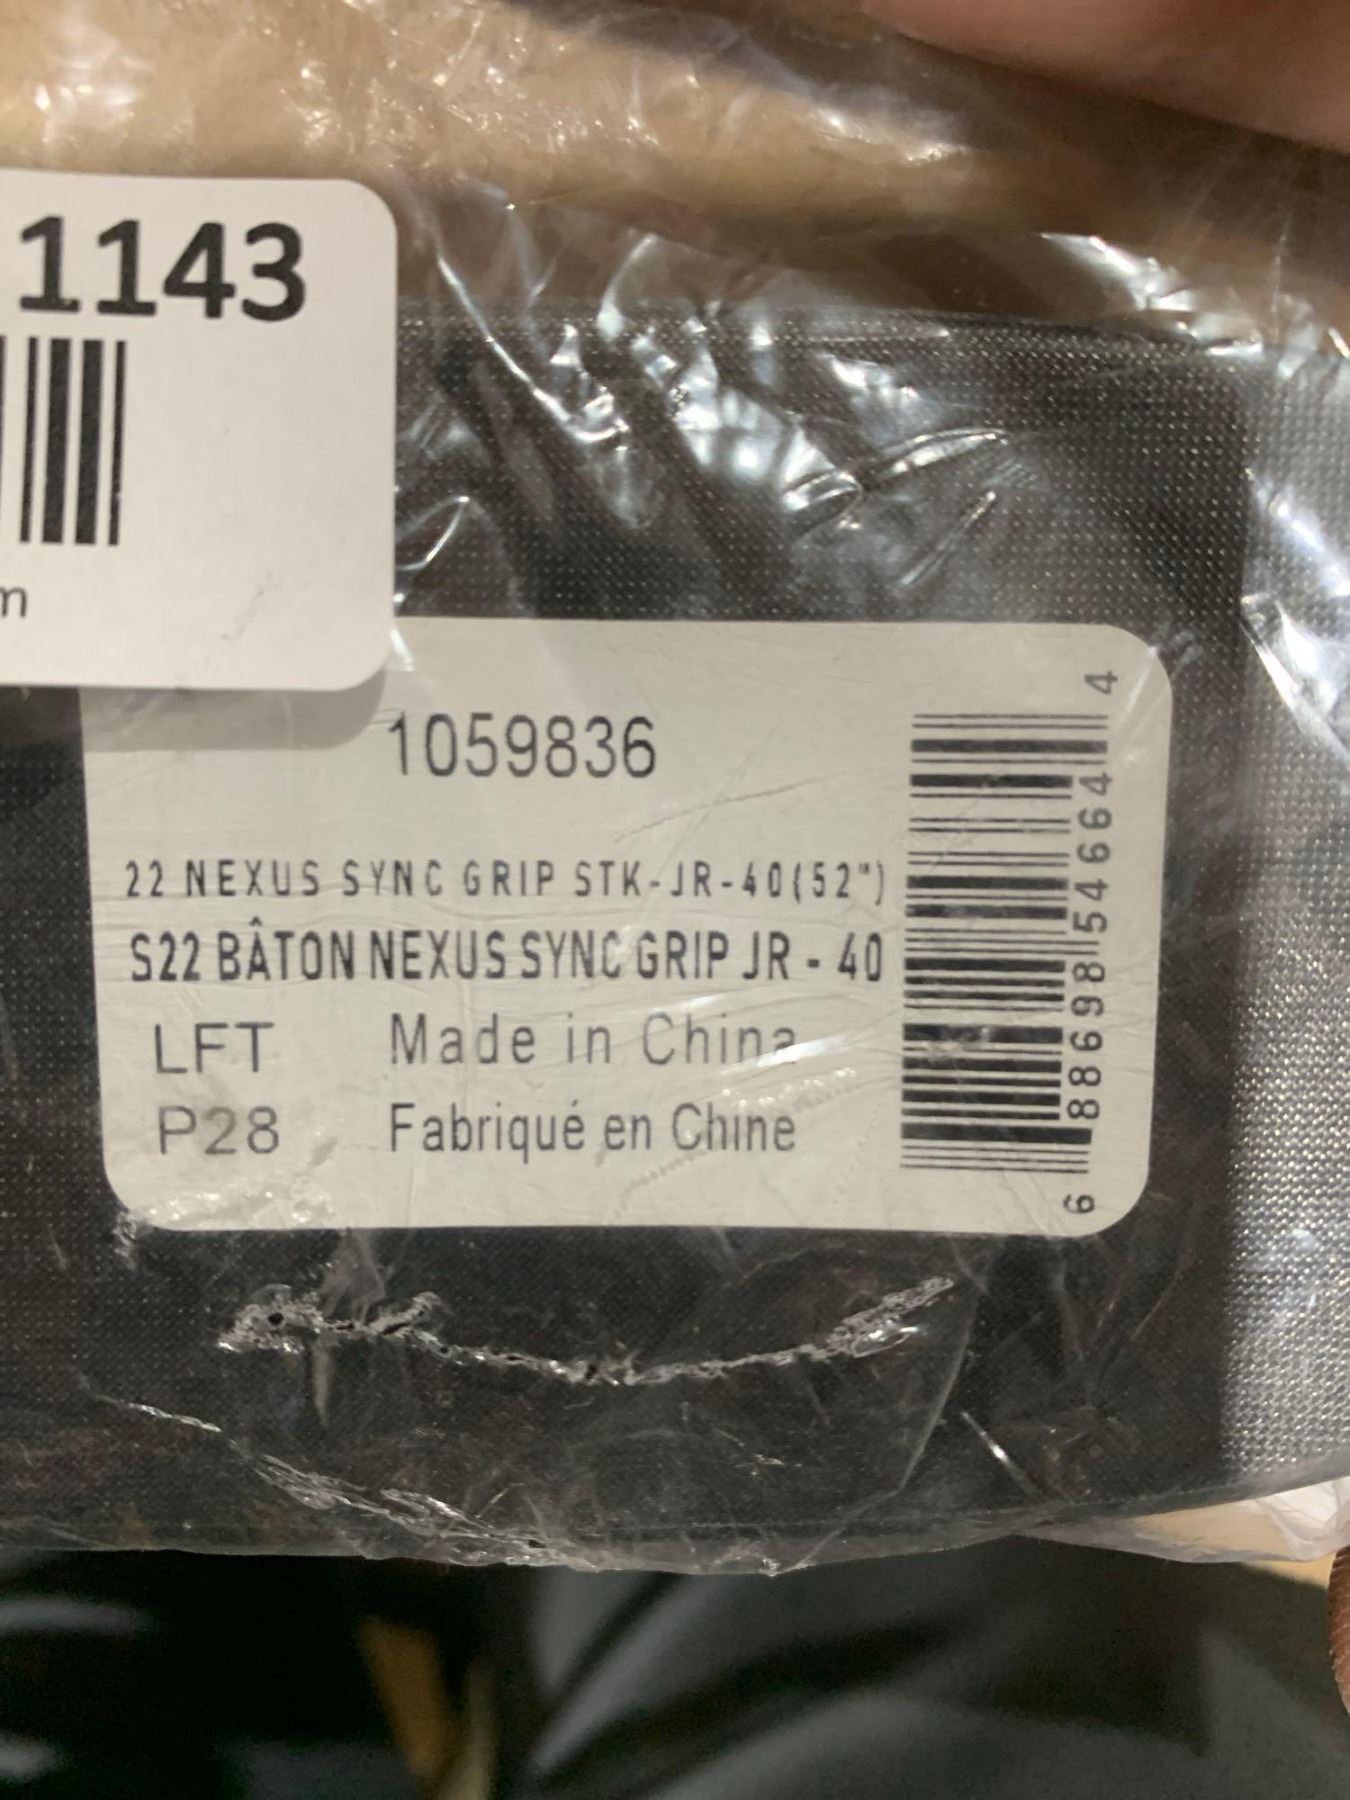 1143
m
1059836
22 NEXUS SYNC GRIP STK-JR-40(52")
S22 BÂTON NEXUS SYNC GRIP JR - 40
LFT Made in China
P28 Fabriqué en Chine
6 88698 54664 4